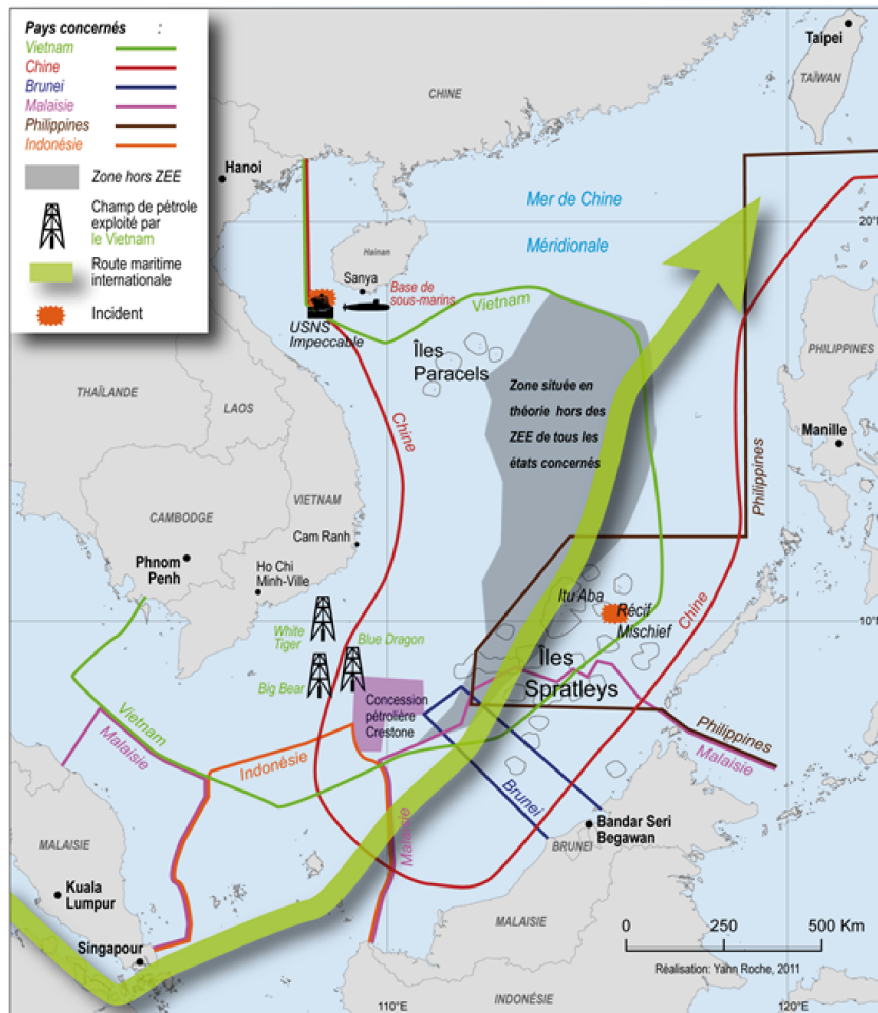 Pays concernés :
Vietnam
Chine
Brunei
Malaisie
Philippines
Indonésie
Zone hors ZEE
Champ de pétrole
exploité par
le Vietnam
Route maritime
internationale
Incident
Taipei
TAÏWAN
CHINE
Hanoi
Mer de Chine
Méridionale
20°N
Hainan
Sanya
Base de
sous-marins
Vietnam
USNS
Impeccable
Îles
Paracels
PHILIPPINES
THAÏLANDE
LAOS
Zone située en
théorie hors des
ZEE de tous les
états concernés
Chine
Manille
Philippines
VIETNAM
CAMBODGE
Cam Ranh
Phnom
Penh
Ho Chi
Minh-Ville
Itu Aba
Récif
Mischief
Chine
10°N
White
Tiger
Blue Dragon
Big Bear
Îles
Spratleys
Concession
pétrolière
Crestone
Vietnam
Malaisie
Indonésie
Philippines
Malaisie
Brunei
Malaisie
Bandar Seri
Begawan
BRUNEI
MALAISIE
Kuala
Lumpur
Singapour
MALAISIE
0 250 500 Km
Réalisation: Yann Roche, 2011
INDONÉSIE
110°E
120°E